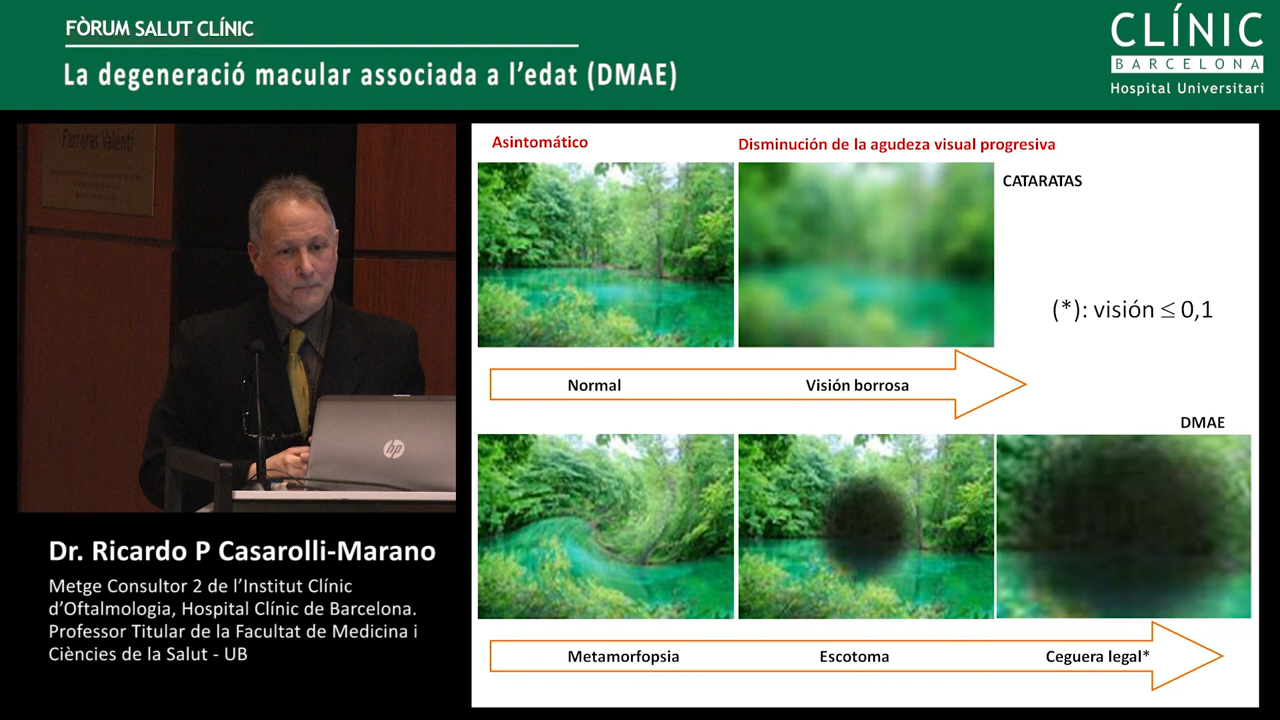 FÒRUM SALUT CLÍNIC
La degeneració macular associada a l'edat (DMAE)
CLÍNIC
BARCELONA
Hospital Universitari
Farreras Valentí
hp
Dr. Ricardo P Casarolli-Marano
Metge Consultor 2 de l'Institut Clínic
d'Oftalmologia, Hospital Clínic de Barcelona.
Professor Titular de la Facultat de Medicina i
Ciències de la Salut - UB
Asintomático
Disminución de la agudeza visual progresiva
CATARATAS
(*): visión ≤ 0,1
Normal
Visión borrosa
DMAE
Metamorfopsia
Escotoma
Ceguera legal*